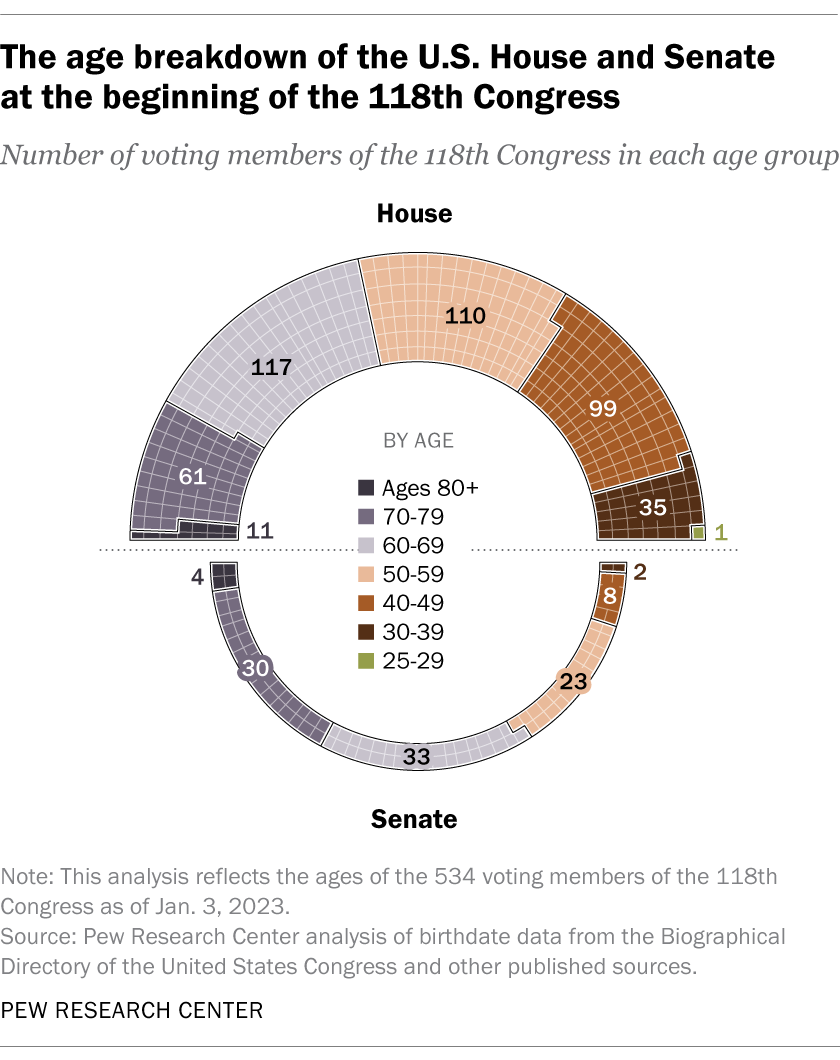 The age breakdown of the U.S. House and Senate
at the beginning of the 118th Congress
Number of voting members of the 118th Congress in each age group
House
110
117
99
BY AGE
61
35
Ages 80+
11
1
70-79
60-69
50-59
4
2
40-49
8
30-39
25-29
30
23
33
Senate
Note: This analysis reflects the ages of the 534 voting members of the 118th
Congress as of Jan. 3, 2023.
Source: Pew Research Center analysis of birthdate data from the Biographical
Directory of the United States Congress and other published sources.
PEW RESEARCH CENTER